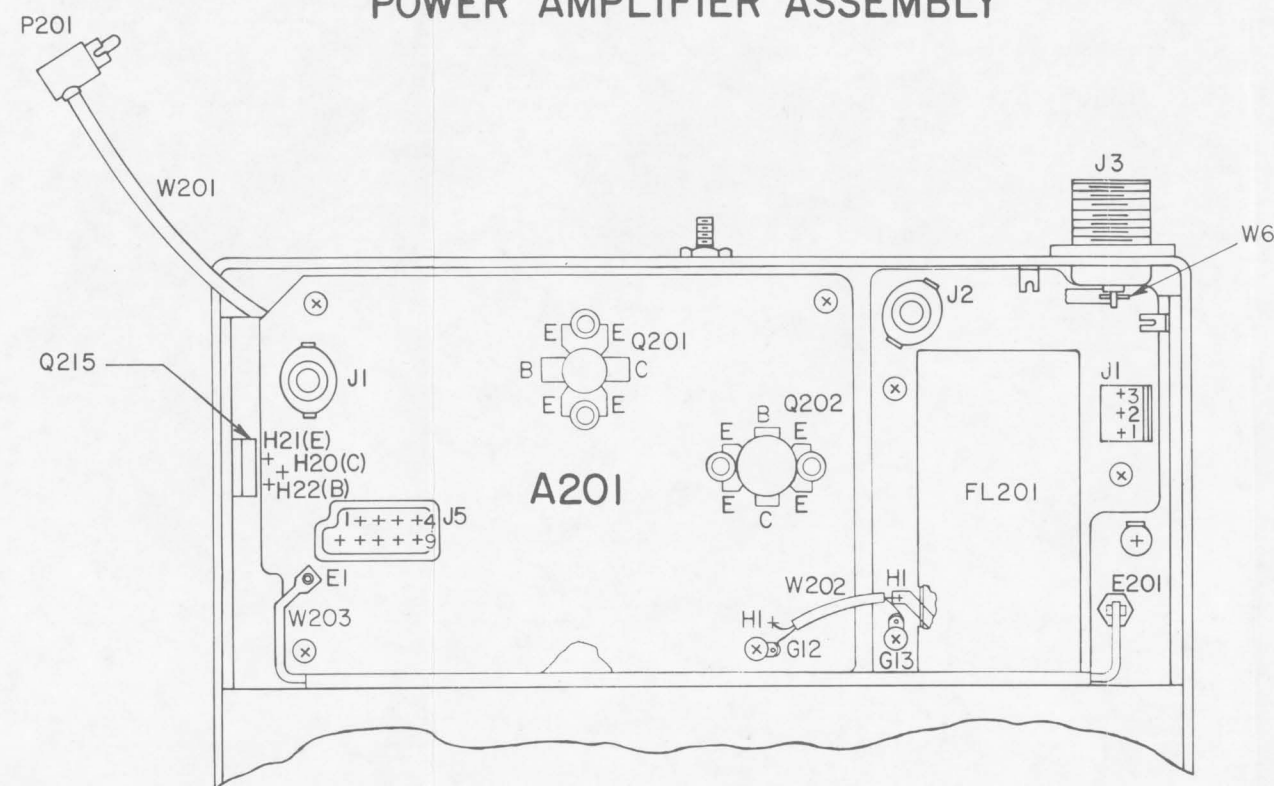 POWER AMPLIFIER ASSEMBLY
P201
W201
J3
W6
J2
E E
Q201
B C
E E
Q215
J1
J1
+3
+2
+1
B
Q202
E E
H21(E)
+ H20(C)
+
+H22(B)
A201
FL201
E E
C
1++++4
J5
+++++9
E1
W202
H1
E201
W203
H1+
G12
G13